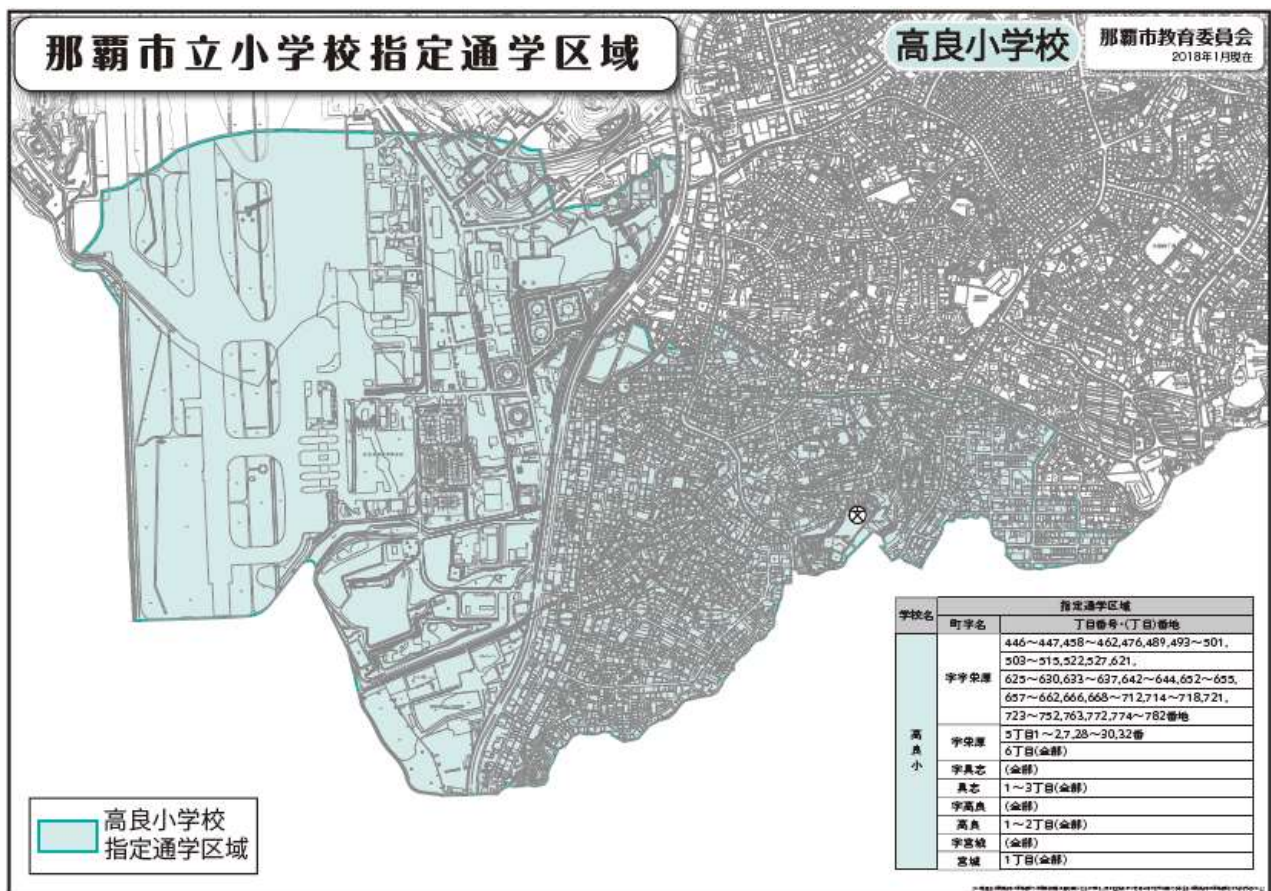 那覇市立小学校指定通学区域
高良小学校
那覇市教育委員会
2018年1月現在
学校名
指定通学区域
町字名
丁目番号・(丁目)番地
高良小
字宇栄原
446～447,458～462,476,489,493～501,
503～515,522,527,621,
625～630,633～637,642～644,652～655,
657～662,666,668～712,714～718,721,
723～752,763,772,774～782番地
宇栄原
5丁目1～2,7,28～30,32番
6丁目(全部)
字具志
(全部)
具志
1～3丁目(全部)
字高良
(全部)
高良
1～2丁目(全部)
字宮城
(全部)
宮城
1丁目(全部)
高良小学校
指定通学区域